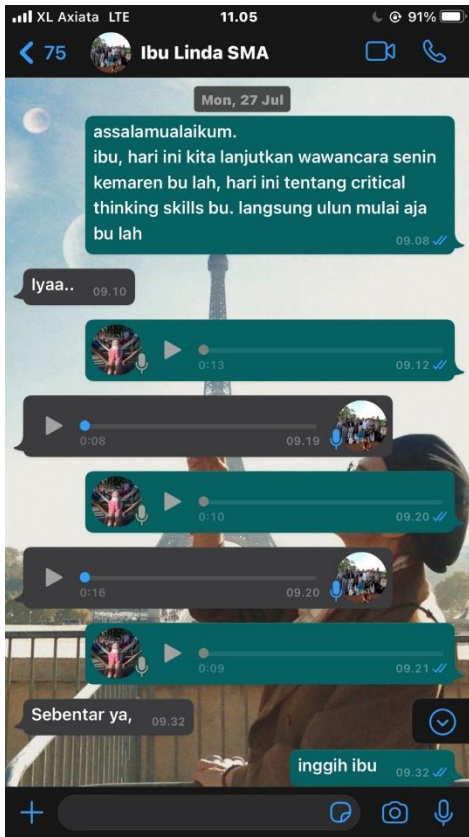 XL Axiata LTE 11.05 91%
75 Ibu Linda SMA
Mon, 27 Jul
assalamualaikum.
ibu, hari ini kita lanjutkan wawancara senin
kemaren bu lah, hari ini tentang critical
thinking skills bu. langsung ulun mulai aja
bu lah
09.08
Iyaa.. 09.10
0:13 09.12
0:08 09.19
0:10 09.20
0:16 09.20
0:09 09.21
Sebentar ya, 09.32
inggih ibu 09.32